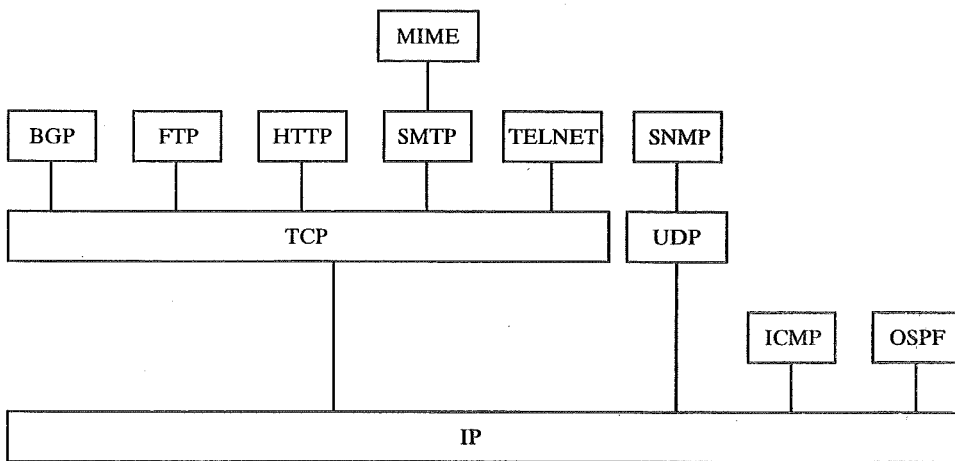 MIME
BGP FTP HTTP SMTP TELNET SNMP
TCP UDP
ICMP OSPF
IP